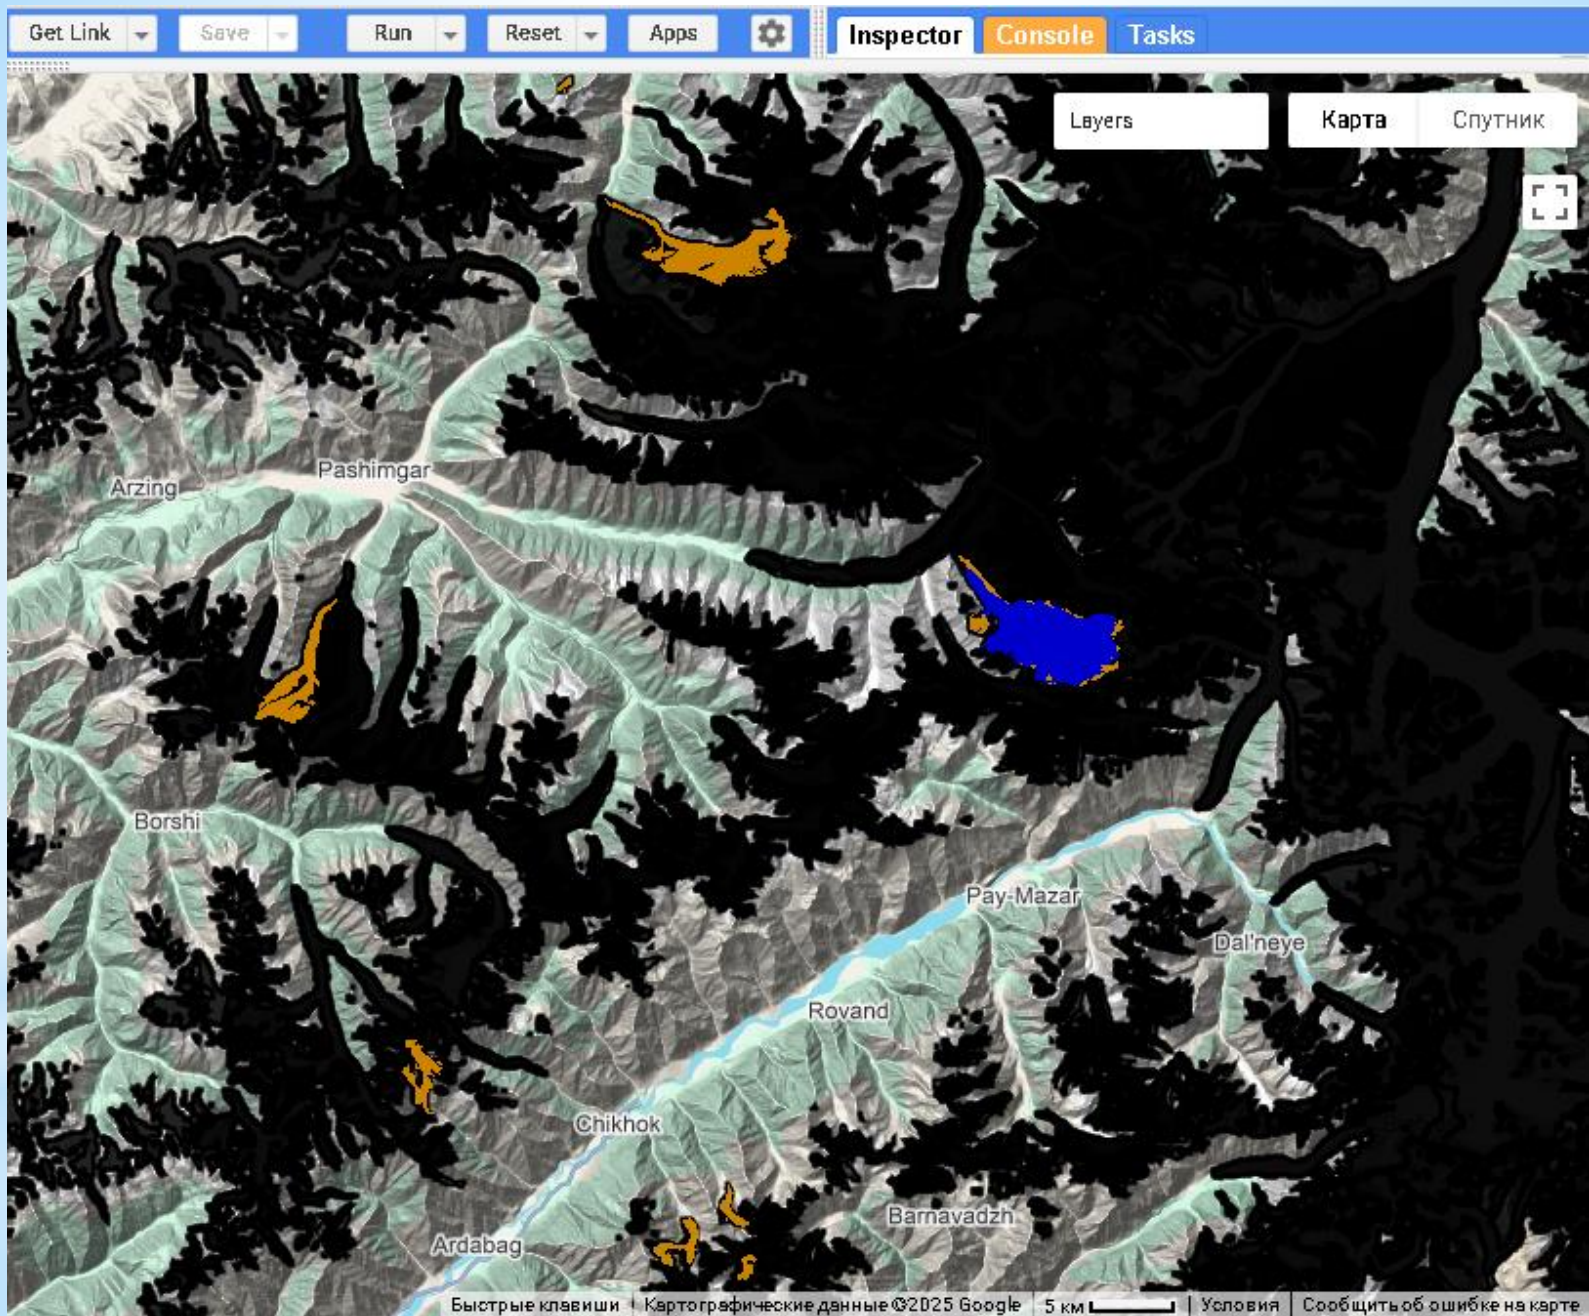 Get Link
Save
Run
Reset
Apps
Inspector
Console
Tasks
Layers
Карта
Спутник
Pashimgar
Arzing
Borshi
Pay-Mazar
Dal'neye
Rovand
Chikhok
Barnavadzh
Ardabag
Быстрые клавиши
Картографические данные ©2025 Google
5 км
Условия
Сообщить об ошибке на карте